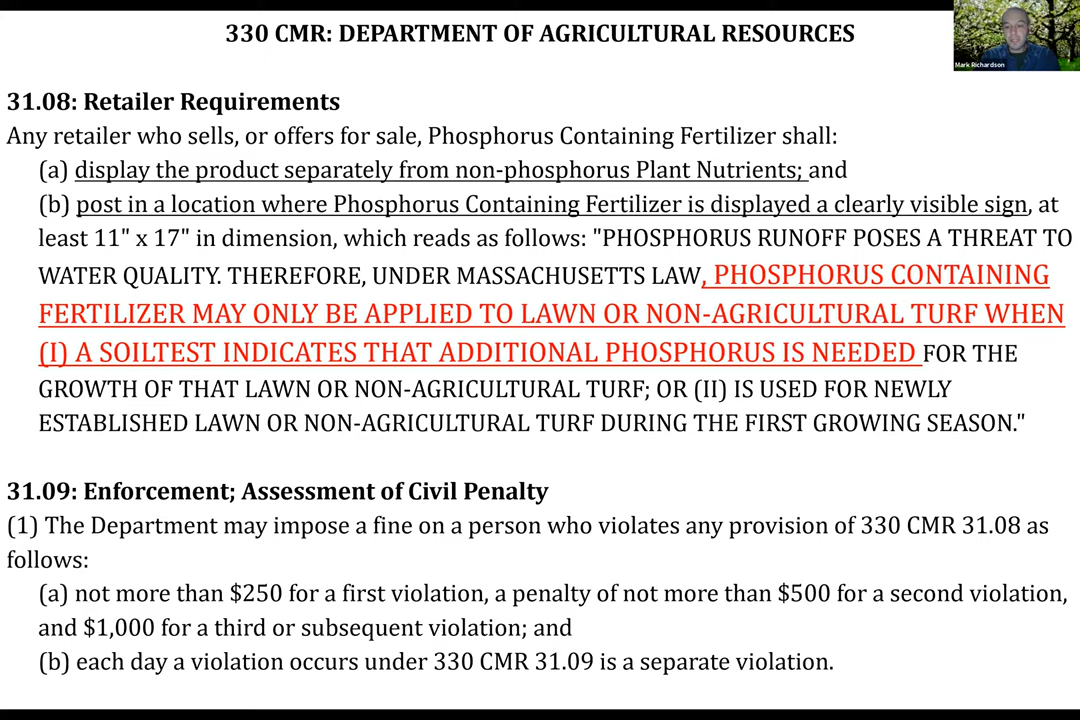 330 CMR: DEPARTMENT OF AGRICULTURAL RESOURCES
Mark Richardson
31.08: Retailer Requirements
Any retailer who sells, or offers for sale, Phosphorus Containing Fertilizer shall:
(a) display the product separately from non-phosphorus Plant Nutrients; and
(b) post in a location where Phosphorus Containing Fertilizer is displayed a clearly visible sign, at
least 11" x 17" in dimension, which reads as follows: "PHOSPHORUS RUNOFF POSES A THREAT TO
WATER QUALITY. THEREFORE, UNDER MASSACHUSETTS LAW, PHOSPHORUS CONTAINING
FERTILIZER MAY ONLY BE APPLIED TO LAWN OR NON-AGRICULTURAL TURF WHEN
(I) A SOILTEST INDICATES THAT ADDITIONAL PHOSPHORUS IS NEEDED FOR THE
GROWTH OF THAT LAWN OR NON-AGRICULTURAL TURF; OR (II) IS USED FOR NEWLY
ESTABLISHED LAWN OR NON-AGRICULTURAL TURF DURING THE FIRST GROWING SEASON."
31.09: Enforcement; Assessment of Civil Penalty
(1) The Department may impose a fine on a person who violates any provision of 330 CMR 31.08 as
follows:
(a) not more than $250 for a first violation, a penalty of not more than $500 for a second violation,
and $1,000 for a third or subsequent violation; and
(b) each day a violation occurs under 330 CMR 31.09 is a separate violation.